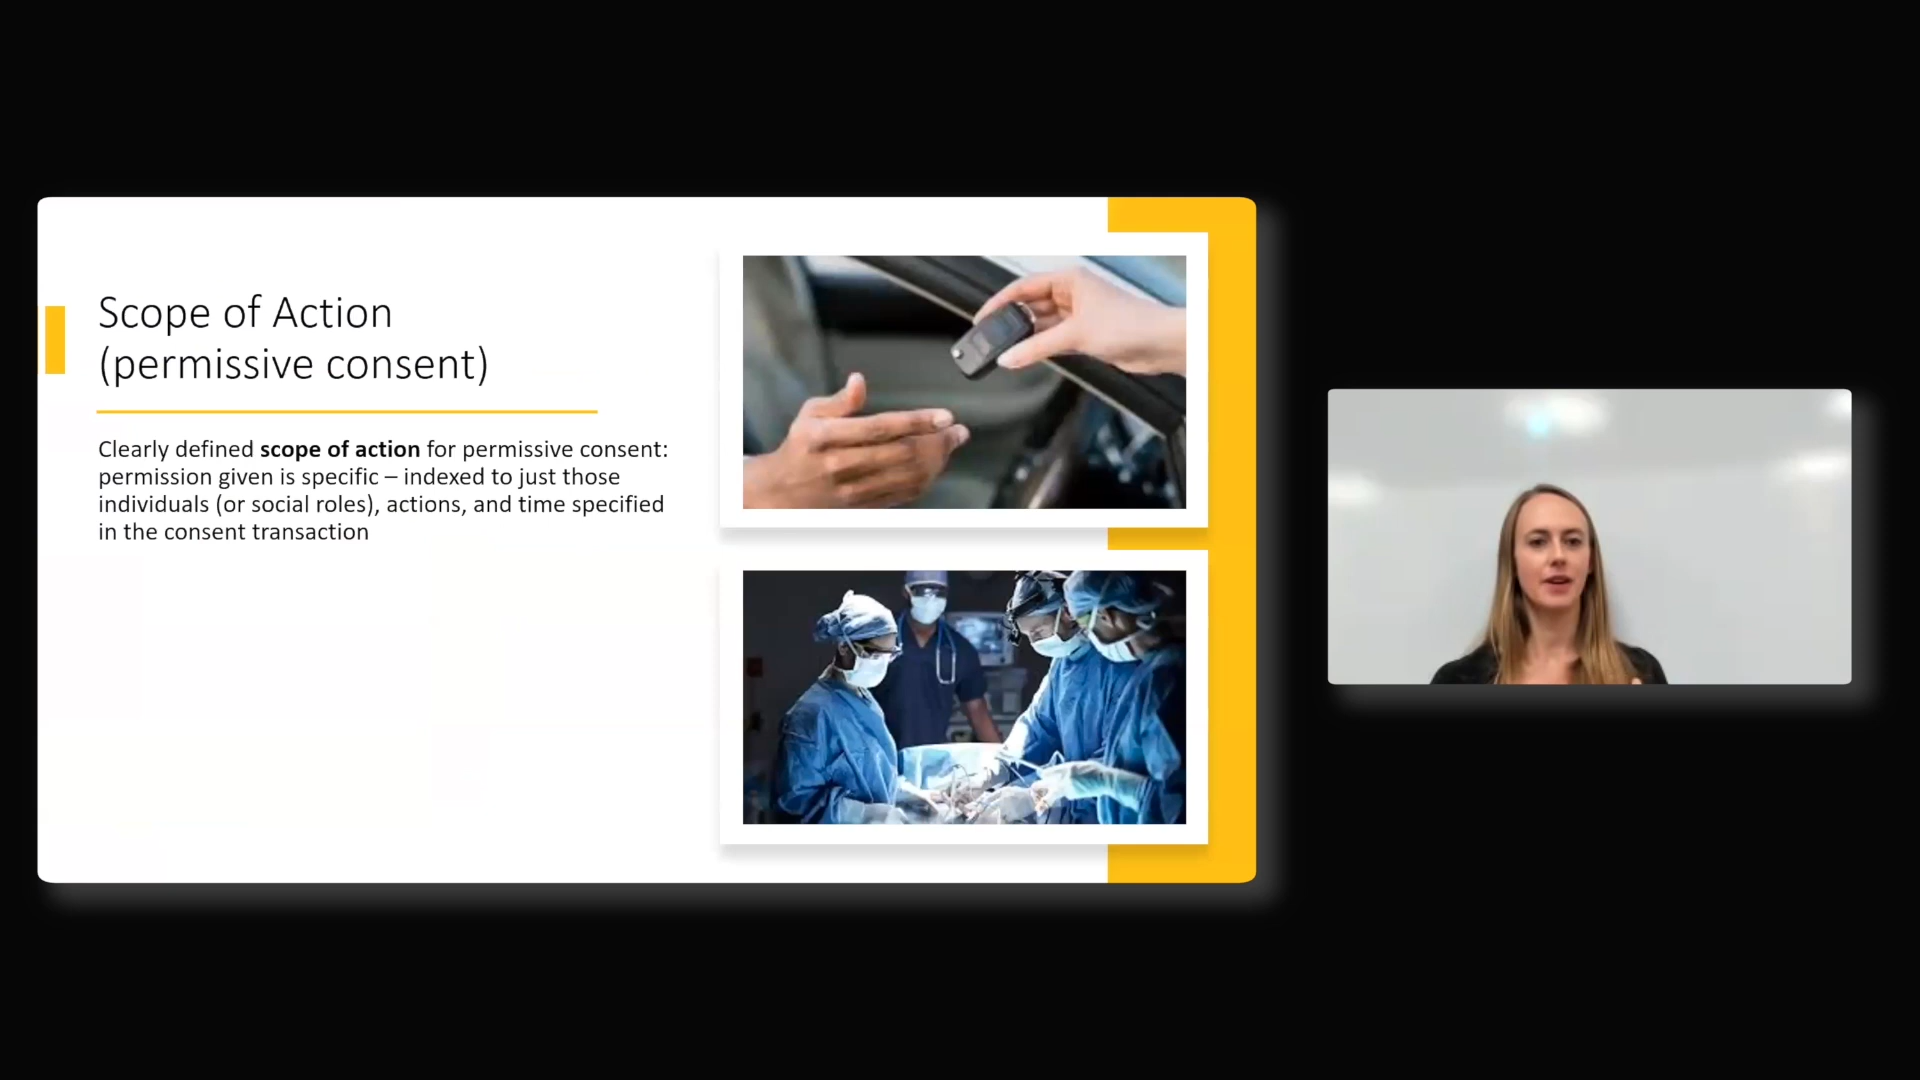 Scope of Action
(permissive consent)
Clearly defined scope of action for permissive consent:
permission given is specific – indexed to just those
individuals (or social roles), actions, and time specified
in the consent transaction